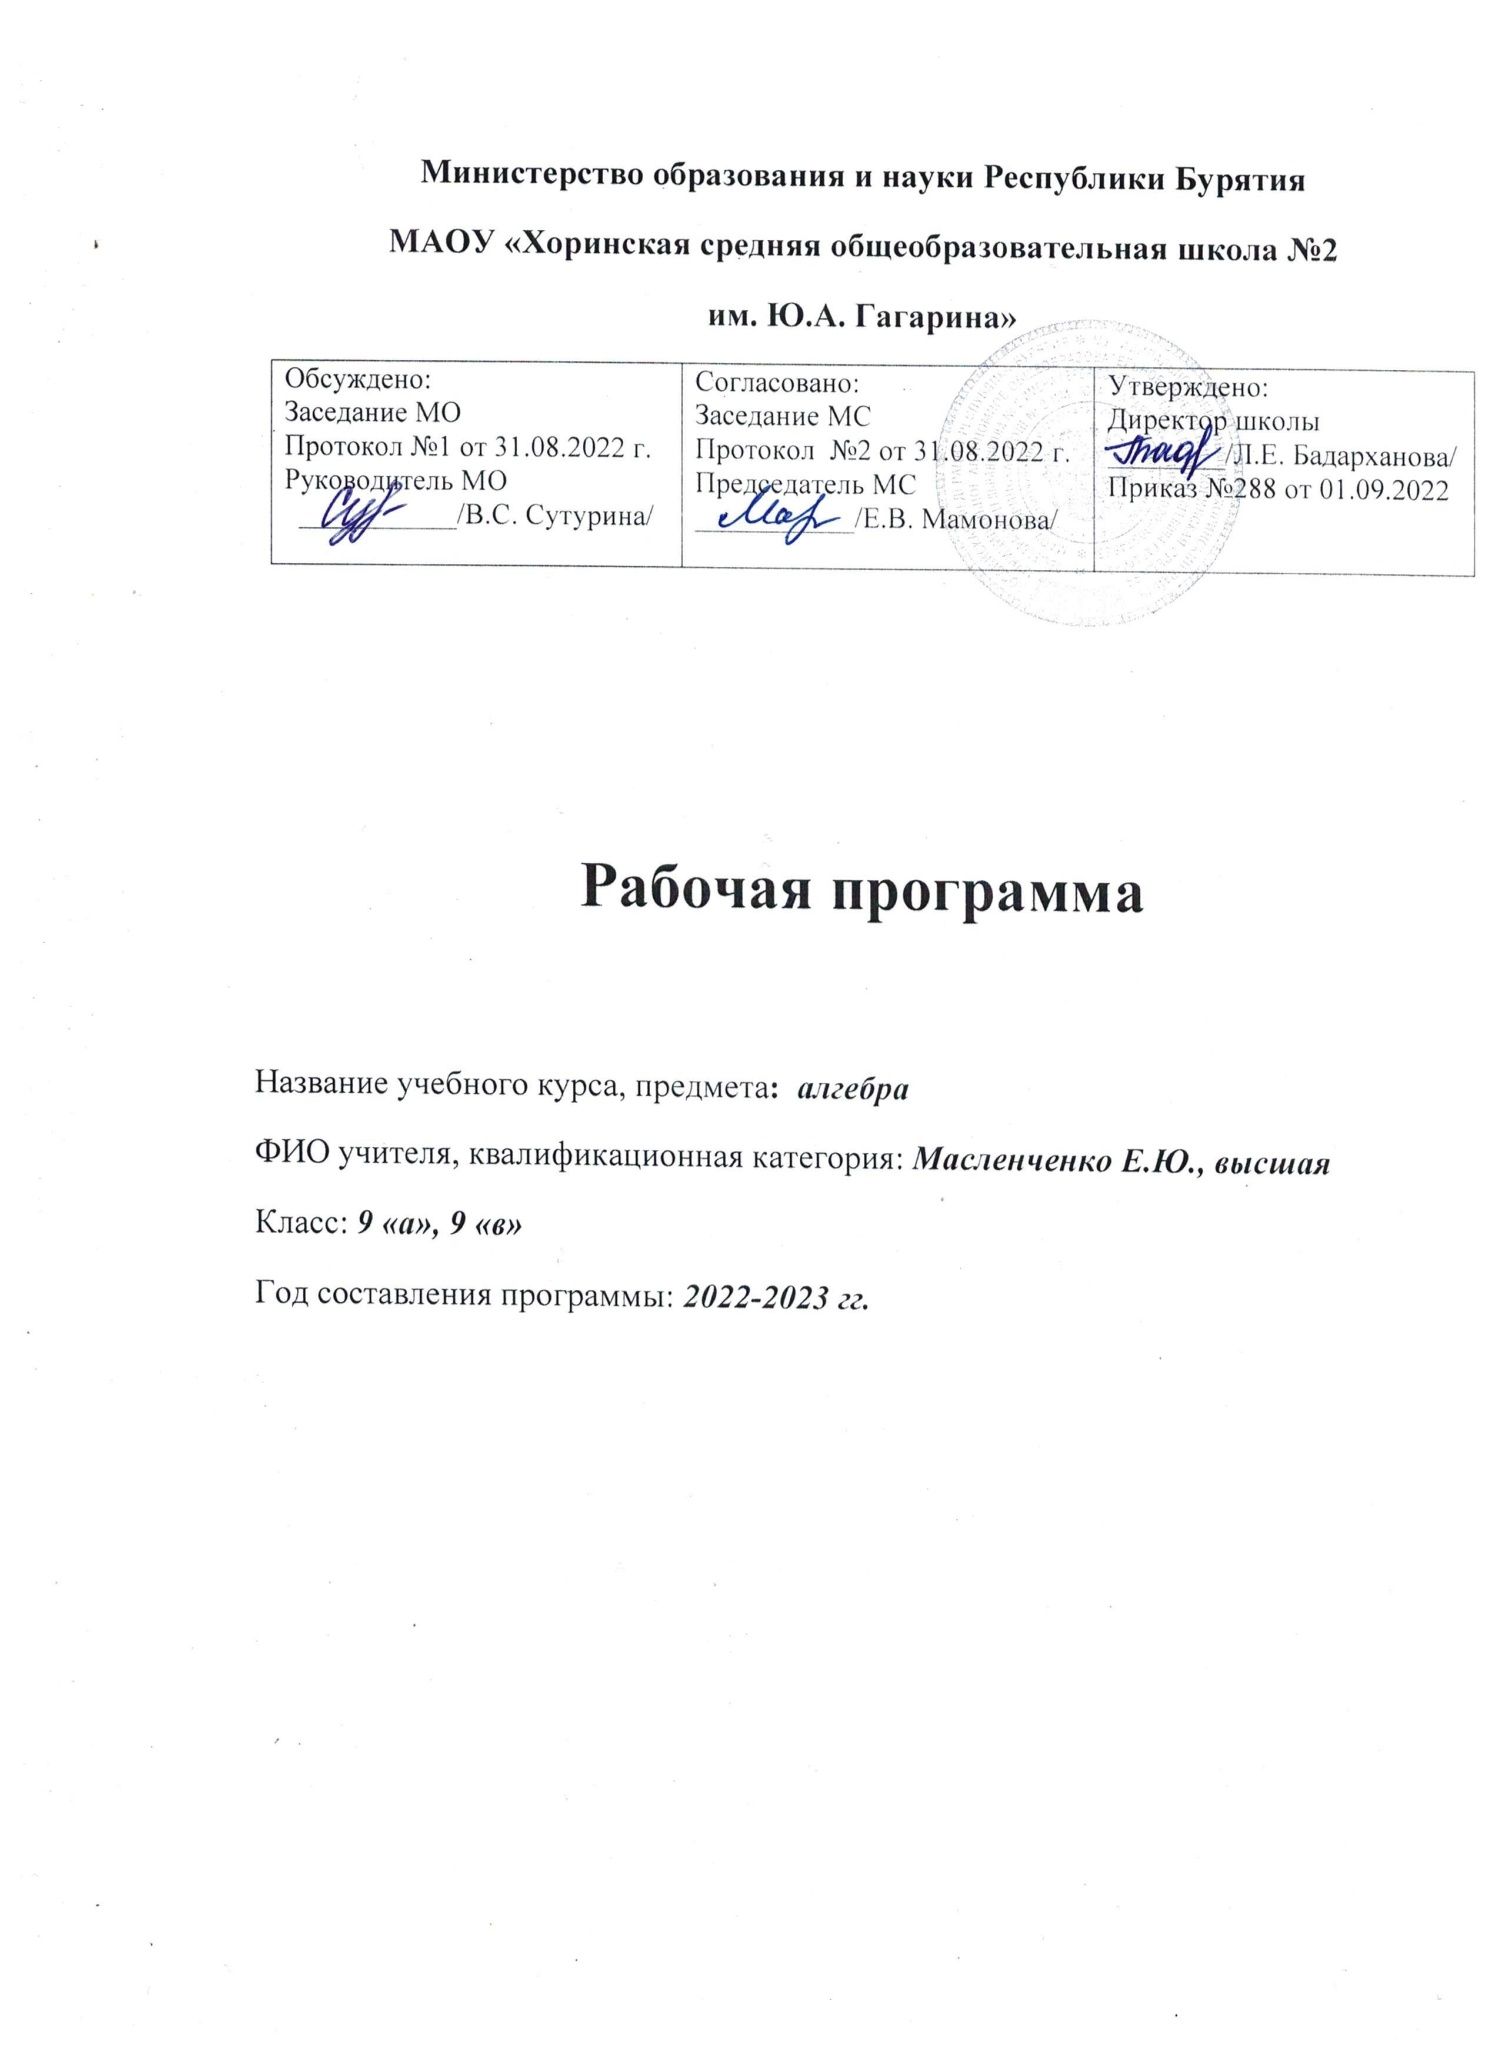 Министерство образования и науки Республики Бурятия
МАОУ «Хоринская средняя общеобразовательная школа №2
им. Ю.А. Гагарина»
Обсуждено:
Заседание МО
Протокол №1 от 31.08.2022 г.
Руководитель МО
___________/В.С. Сутурина/
Согласовано:
Заседание МС
Протокол №2 от 31.08.2022 г.
Председатель МС
___________/Е.В. Мамонова/
Утверждено:
Директор школы
________/Л.Е. Бадарханова/
Приказ №288 от 01.09.2022
Рабочая программа
Название учебного курса, предмета: алгебра
ФИО учителя, квалификационная категория: Масленченко Е.Ю., высшая
Класс: 9 «а», 9 «в»
Год составления программы: 2022-2023 гг.